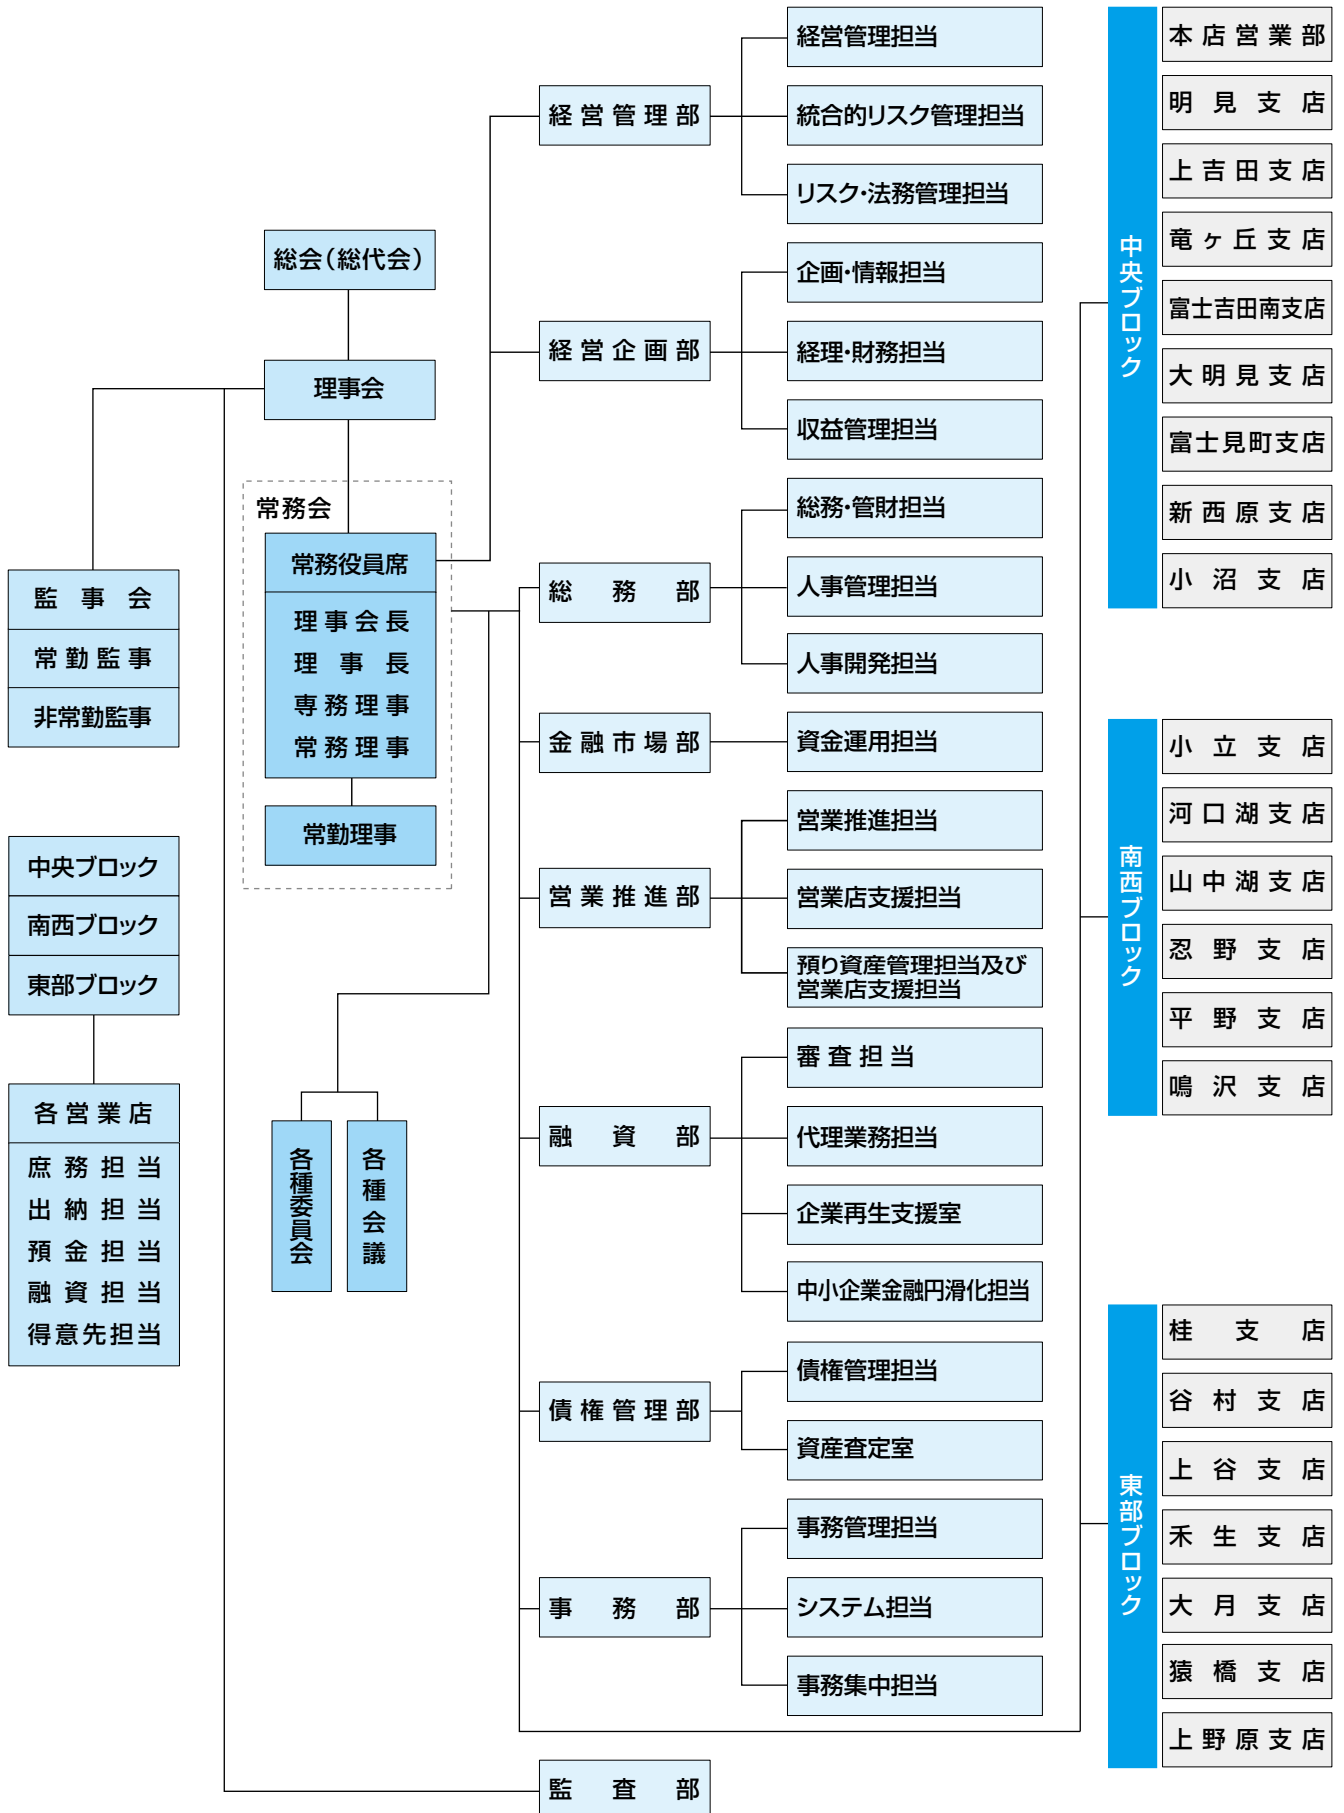 総会(総代会)
理事会
常務会
常務役員席
理事会長
理事長
専務理事
常務理事
常勤理事
監事会
常勤監事
非常勤監事
中央ブロック
南西ブロック
東部ブロック
各営業店
庶務担当
出納担当
預金担当
融資担当
得意先担当
各種委員会
各種会議
経営管理部
経営管理担当
統合的リスク管理担当
リスク・法務管理担当
経営企画部
企画・情報担当
経理・財務担当
収益管理担当
総務部
総務・管財担当
人事管理担当
人事開発担当
金融市場部
資金運用担当
営業推進部
営業推進担当
営業店支援担当
預り資産管理担当及び
営業店支援担当
融資部
審査担当
代理業務担当
企業再生支援室
中小企業金融円滑化担当
債権管理部
債権管理担当
資産査定室
事務部
事務管理担当
システム担当
事務集中担当
監査部
中央ブロック
本店営業部
明見支店
上吉田支店
竜ヶ丘支店
富士吉田南支店
大明見支店
富士見町支店
新西原支店
小沼支店
南西ブロック
小立支店
河口湖支店
山中湖支店
忍野支店
平野支店
鳴沢支店
東部ブロック
桂支店
谷村支店
上谷支店
禾生支店
大月支店
猿橋支店
上野原支店